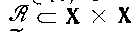 𝓡 ⊂ X × X